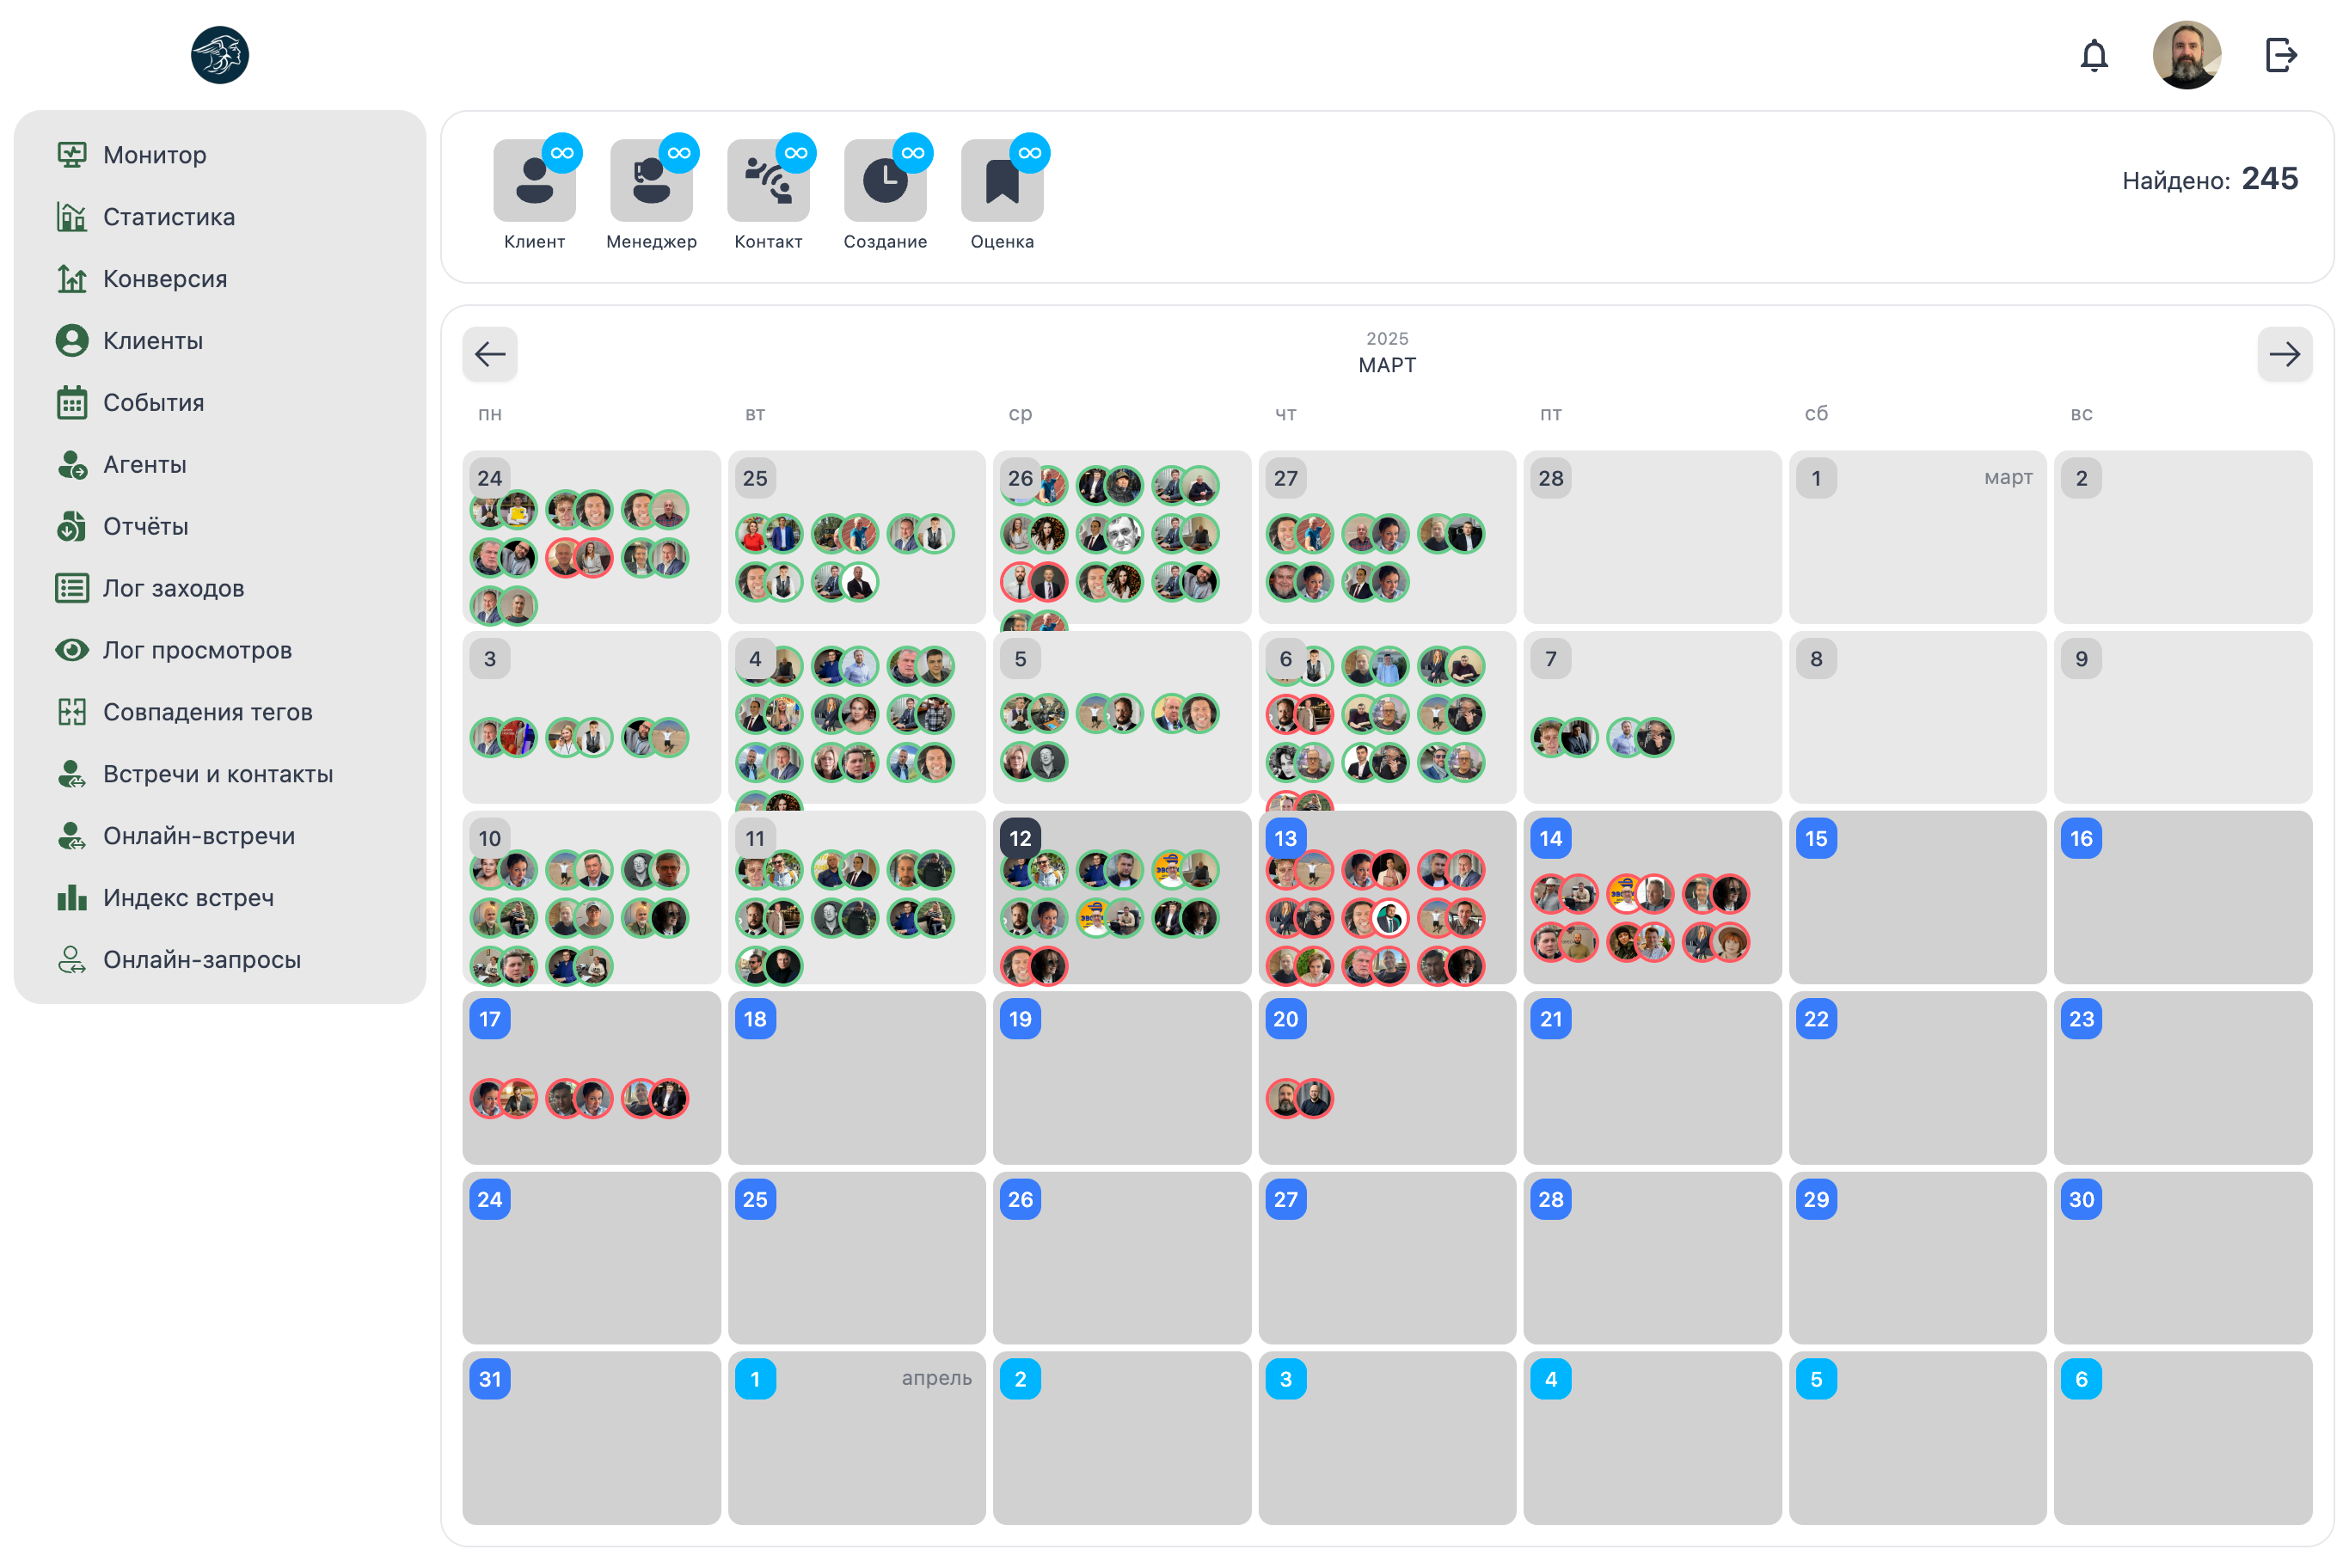 Монитор
Статистика
Конверсия
Клиенты
События
Агенты
Отчёты
Лог заходов
Лог просмотров
Совпадения тегов
Встречи и контакты
Онлайн-встречи
Индекс встреч
Онлайн-запросы
Клиент Менеджер Контакт Создание Оценка
Найдено: 245
2025
МАРТ
пн вт ср чт пт сб вс
24 25 26 27 28 1 март 2
3 4 5 6 7 8 9
10 11 12 13 14 15 16
17 18 19 20 21 22 23
24 25 26 27 28 29 30
31 1 апрель 2 3 4 5 6